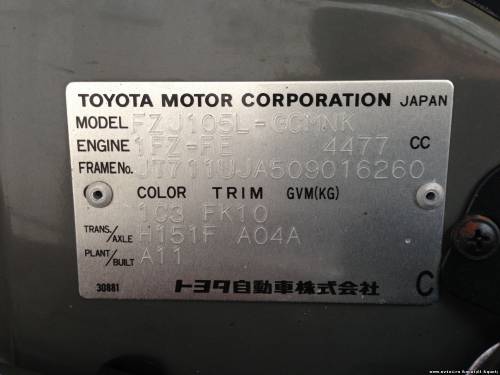 TOYOTA MOTOR CORPORATION JAPAN
MODEL FZJ105L-GCMNK
ENGINE 1FZ-FE 4477 CC
FRAME No. JT711UJA509016260
COLOR TRIM GVM(KG)
1C3 FK10
TRANS./AXLE H151F A04A
PLANT/BUILT A11
30881 トヨタ自動車株式会社 C